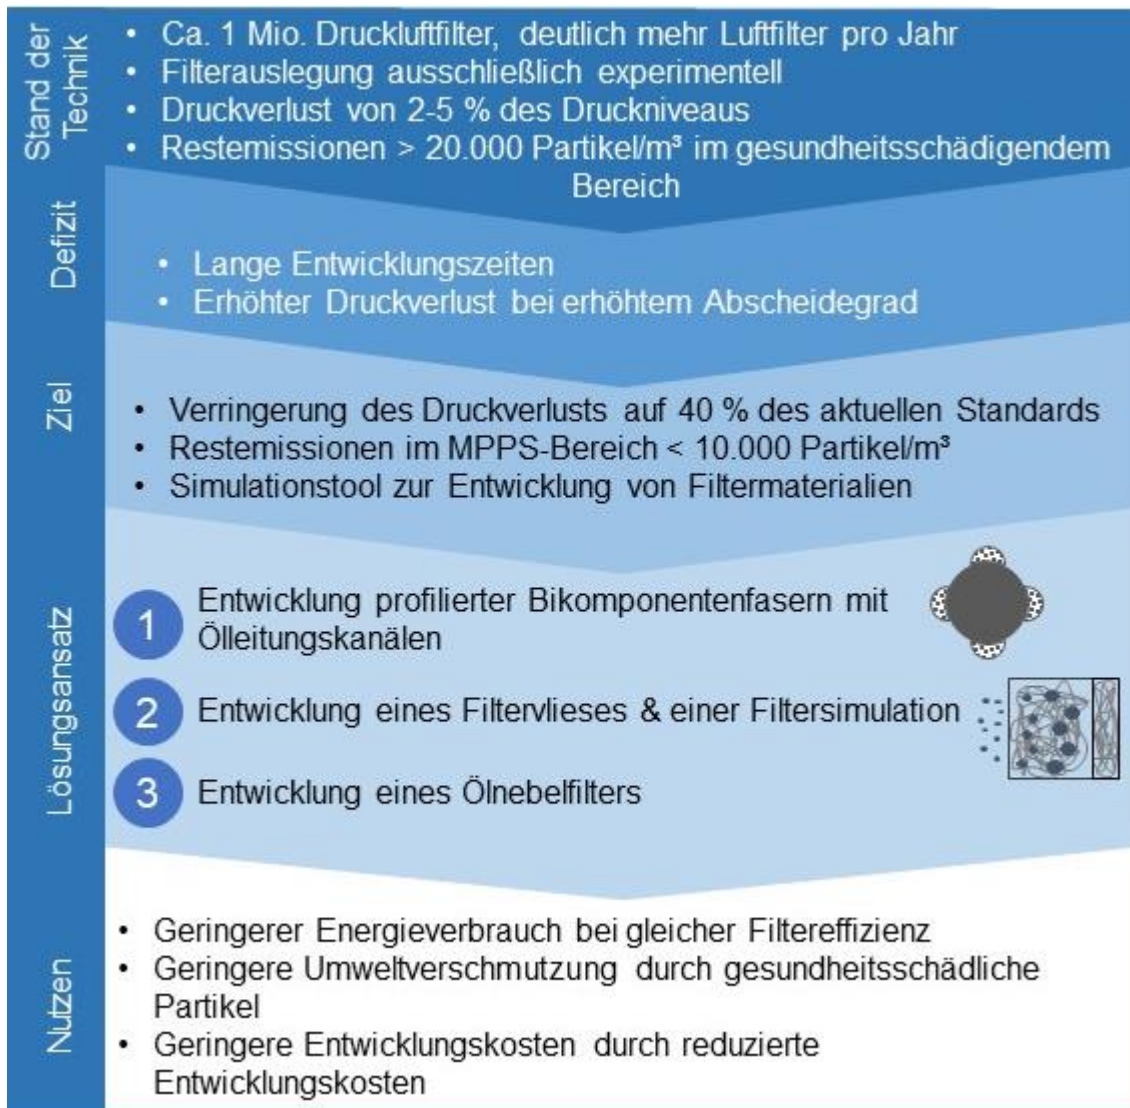 Stand der
Technik
• Ca. 1 Mio. Druckluftfilter, deutlich mehr Luftfilter pro Jahr
• Filterauslegung ausschließlich experimentell
• Druckverlust von 2-5 % des Druckniveaus
• Restemissionen > 20.000 Partikel/m³ im gesundheitsschädigendem
Bereich
Defizit
• Lange Entwicklungszeiten
• Erhöhter Druckverlust bei erhöhtem Abscheidegrad
Ziel
• Verringerung des Druckverlusts auf 40 % des aktuellen Standards
• Restemissionen im MPPS-Bereich < 10.000 Partikel/m³
• Simulationstool zur Entwicklung von Filtermaterialien
Lösungsansatz
1 Entwicklung profilierter Bikomponentenfasern mit
Ölleitungskanälen
2 Entwicklung eines Filtervlieses & einer Filtersimulation
3 Entwicklung eines Ölnebelfilters
Nutzen
• Geringerer Energieverbrauch bei gleicher Filtereffizienz
• Geringere Umweltverschmutzung durch gesundheitsschädliche
Partikel
• Geringere Entwicklungskosten durch reduzierte
Entwicklungskosten